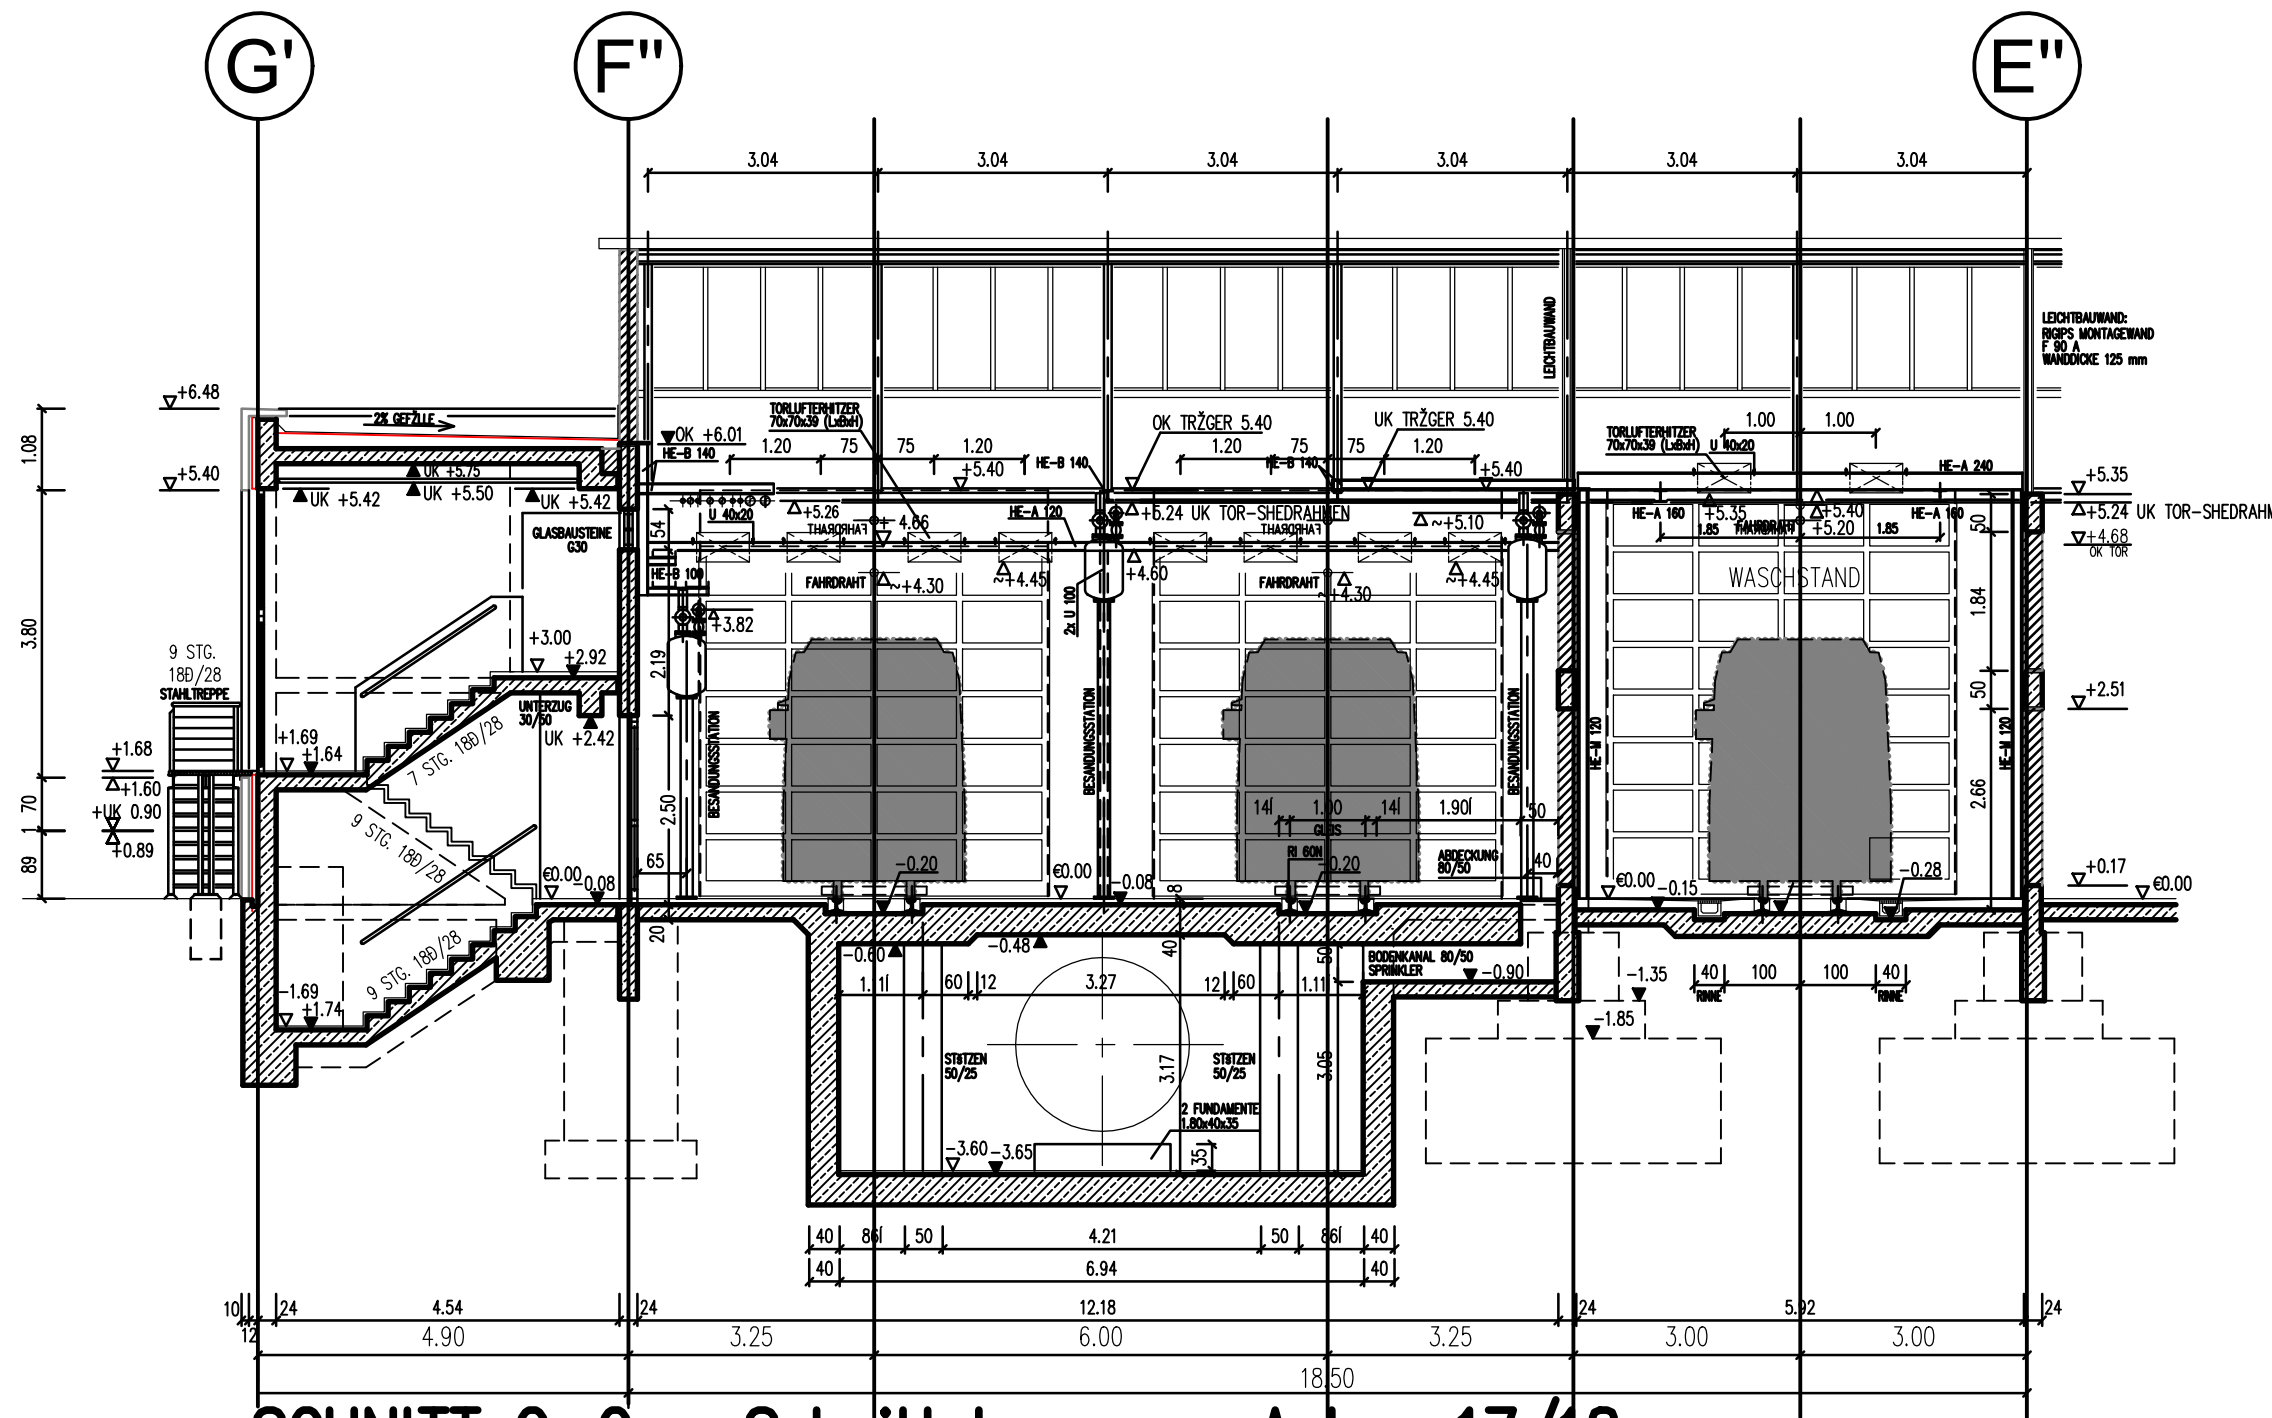 G' F" E"
3.04 3.04 3.04 3.04 3.04 3.04
LEICHTBAUWAND
LEICHTBAUWAND:
RIGIPS MONTAGEWAND
F 90 A
WANDDICKE 125 mm
+6.48
2% GEFŽLLE
1.08
+5.40
UK +5.75
UK +5.50
UK +5.42
UK +5.42
OK +6.01
HE-B 140
TORLUFTERHITZER
70x70x39 (LxBxH)
1.20 75 75 1.20
+5.40
HE-B 140
OK TRŽGER 5.40
UK TRŽGER 5.40
1.20 75 75 1.20
HE-B 140
+5.40
TORLUFTERHITZER
70x70x39 (LxBxH)
U 40x20
1.00 1.00
HE-A 240
+5.35
+5.24 UK TOR-SHEDRAHM
+4.68
OK TOR
GLASBAUSTEINE
G30
54
U 40x20
+5.26
FAHRDRAHT
+4.66
HE-A 120
+5.24 UK TOR-SHEDRAHMEN
FAHRDRAHT
~+5.10
HE-A 160
+5.35
+5.40
HE-A 160
FAHRDRAHT
+5.20
1.85 1.85
50
HE-B 100
FAHRDRAHT
~+4.30
~+4.45
+4.60
2x U 100
FAHRDRAHT
~+4.30
~+4.45
WASCHSTAND
1.84
3.80
+3.82
+3.00
+2.92
2.19
9 STG.
18Ð/28
STAHLTREPPE
UNTERZUG
30/50
UK +2.42
7 STG. 18Ð/28
BESANDUNGSSTATION
BESANDUNGSSTATION
BESANDUNGSSTATION
HE-M 120
HE-M 120
50
+2.51
+1.68
+1.60
+1.69
+1.64
+UK 0.90
+0.89
70
1
89
9 STG. 18Ð/28
2.50
65
14Í 1.00 14Í 1.90Í 50
GLEIS
RI 60N
ABDECKUNG
80/50
40
2.66
€0.00
-0.08
-0.20
€0.00
-0.08
-0.20
€0.00
-0.15
-0.28
+0.17
€0.00
20
8
9 STG. 18Ð/28
-1.69
+1.74
-0.60
-0.48
40
50
BODENKANAL 80/50
SPRINKLER
-0.90
-1.35
-1.85
40 100 100 40
RINNE RINNE
1.11Í 60 12 3.27 12 60 1.11Í
STšTZEN
50/25
STšTZEN
50/25
3.17
3.05
2 FUNDAMENTE
1.80x40x35
-3.60
-3.65
35
40 86Í 50 4.21 50 86Í 40
40 6.94 40
10 24 4.54 24 12.18 24 5.92 24
12
4.90 3.25 6.00 3.25 3.00 3.00
18.50